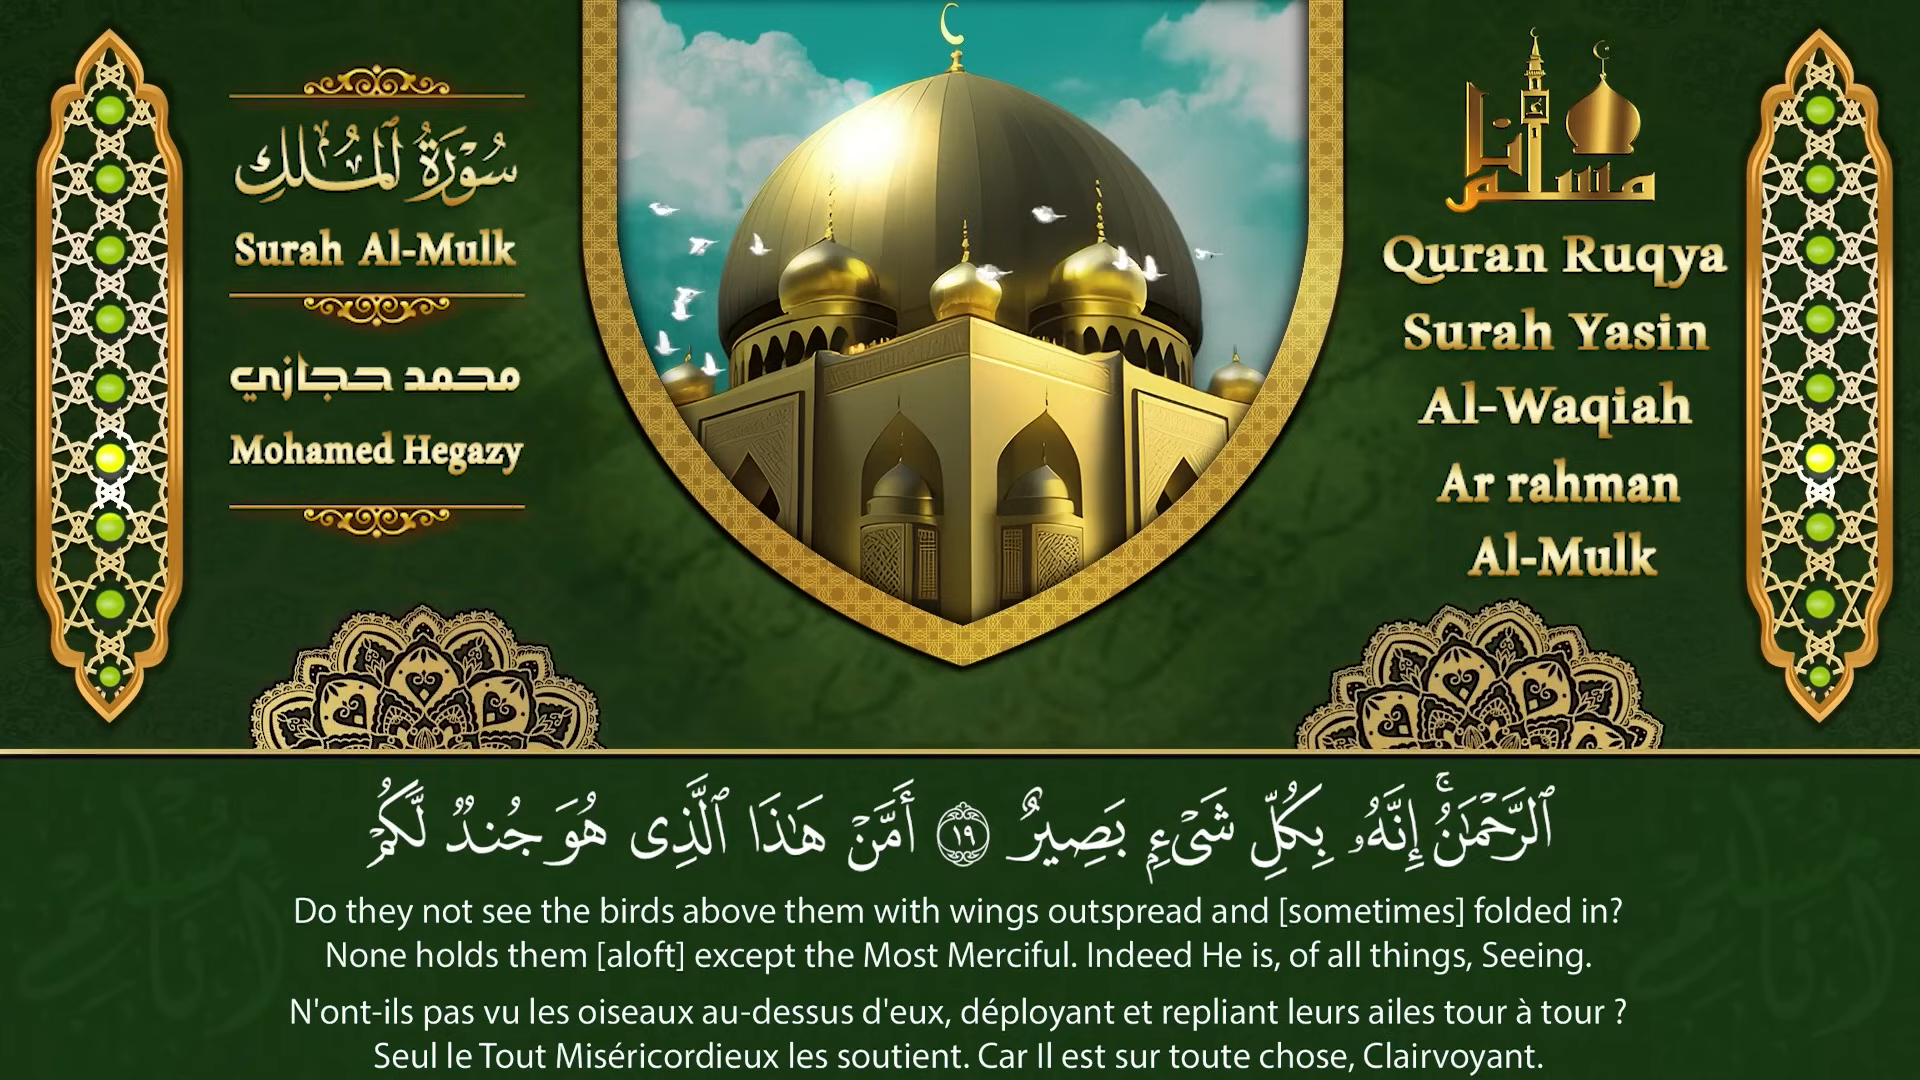 سُورَةُ ٱلْمُلْكِ
Surah Al-Mulk
محمد حجازي
Mohamed Hegazy
أنا مسلم
Quran Ruqya
Surah Yasin
Al-Waqiah
Ar rahman
Al-Mulk
ٱلرَّحْمَٰنُ ۚ إِنَّهُۥ بِكُلِّ شَىْءٍۭ بَصِيرٌ ١٩ أَمَّنْ هَٰذَا ٱلَّذِى هُوَ جُندٌ لَّكُمْ
Do they not see the birds above them with wings outspread and [sometimes] folded in?
None holds them [aloft] except the Most Merciful. Indeed He is, of all things, Seeing.
N'ont-ils pas vu les oiseaux au-dessus d'eux, déployant et repliant leurs ailes tour à tour ?
Seul le Tout Miséricordieux les soutient. Car Il est sur toute chose, Clairvoyant.